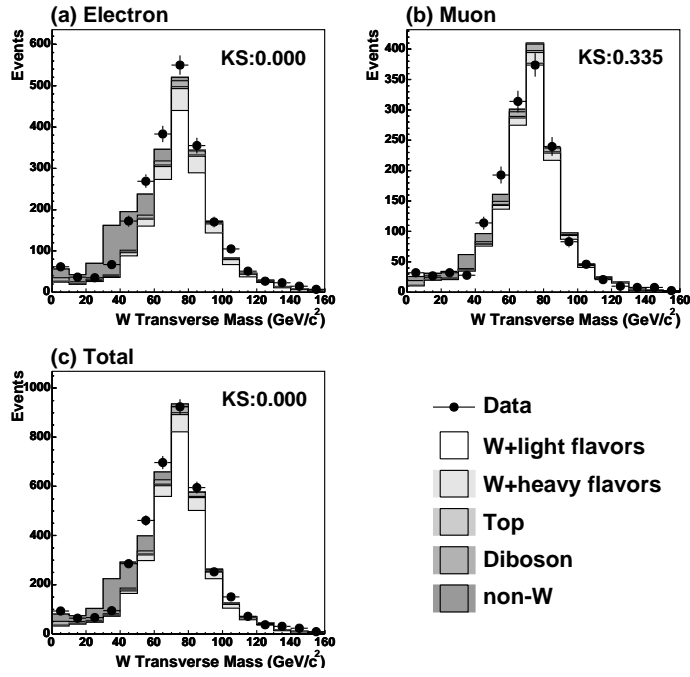 (a) Electron
Events
KS:0.000
600
500
400
300
200
100
0
0 20 40 60 80 100 120 140 160
W Transverse Mass (GeV/c²)
(b) Muon
Events
KS:0.335
400
350
300
250
200
150
100
50
0
0 20 40 60 80 100 120 140 160
W Transverse Mass (GeV/c²)
(c) Total
Events
KS:0.000
1000
800
600
400
200
0
0 20 40 60 80 100 120 140 160
W Transverse Mass (GeV/c²)
Data
W+light flavors
W+heavy flavors
Top
Diboson
non-W